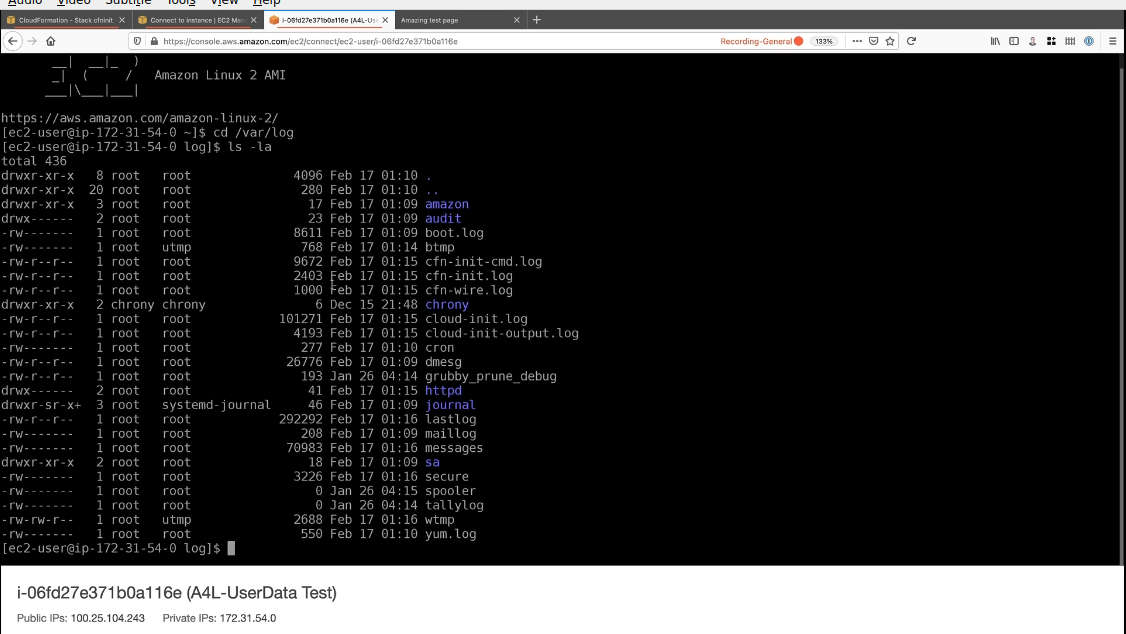 Audio Video Subtitle Tools View Help
CloudFormation - Stack cfninit
Connect to instance | EC2 Man
i-06fd27e371b0a116e (A4L-Us
Amazing test page
https://console.aws.amazon.com/ec2/connect/ec2-user/i-06fd27e371b0a116e
Recording-General
133%
__| __|_ )
_| ( / Amazon Linux 2 AMI
___|\___|___|
https://aws.amazon.com/amazon-linux-2/
[ec2-user@ip-172-31-54-0 ~]$ cd /var/log
[ec2-user@ip-172-31-54-0 log]$ ls -la
total 436
drwxr-xr-x 8 root root 4096 Feb 17 01:10 .
drwxr-xr-x 20 root root 280 Feb 17 01:10 ..
drwxr-xr-x 3 root root 17 Feb 17 01:09 amazon
drwx------ 2 root root 23 Feb 17 01:09 audit
-rw------- 1 root root 8611 Feb 17 01:09 boot.log
-rw------- 1 root utmp 768 Feb 17 01:14 btmp
-rw-r--r-- 1 root root 9672 Feb 17 01:15 cfn-init-cmd.log
-rw-r--r-- 1 root root 2403 Feb 17 01:15 cfn-init.log
-rw-r--r-- 1 root root 1000 Feb 17 01:15 cfn-wire.log
drwxr-xr-x 2 chrony chrony 6 Dec 15 21:48 chrony
-rw-r--r-- 1 root root 101271 Feb 17 01:15 cloud-init.log
-rw-r--r-- 1 root root 4193 Feb 17 01:15 cloud-init-output.log
-rw------- 1 root root 277 Feb 17 01:10 cron
-rw-r--r-- 1 root root 26776 Feb 17 01:09 dmesg
-rw-r--r-- 1 root root 193 Jan 26 04:14 grubby_prune_debug
drwx------ 2 root root 41 Feb 17 01:15 httpd
drwxr-sr-x+ 3 root systemd-journal 46 Feb 17 01:09 journal
-rw-r--r-- 1 root root 292292 Feb 17 01:16 lastlog
-rw------- 1 root root 208 Feb 17 01:09 maillog
-rw------- 1 root root 70983 Feb 17 01:16 messages
drwxr-xr-x 2 root root 18 Feb 17 01:09 sa
-rw------- 1 root root 3226 Feb 17 01:16 secure
-rw------- 1 root root 0 Jan 26 04:15 spooler
-rw------- 1 root root 0 Jan 26 04:14 tallylog
-rw-rw-r-- 1 root utmp 2688 Feb 17 01:16 wtmp
-rw------- 1 root root 550 Feb 17 01:10 yum.log
[ec2-user@ip-172-31-54-0 log]$
i-06fd27e371b0a116e (A4L-UserData Test)
Public IPs: 100.25.104.243 Private IPs: 172.31.54.0